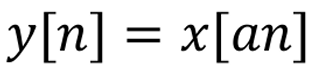 y[n] = x[an]